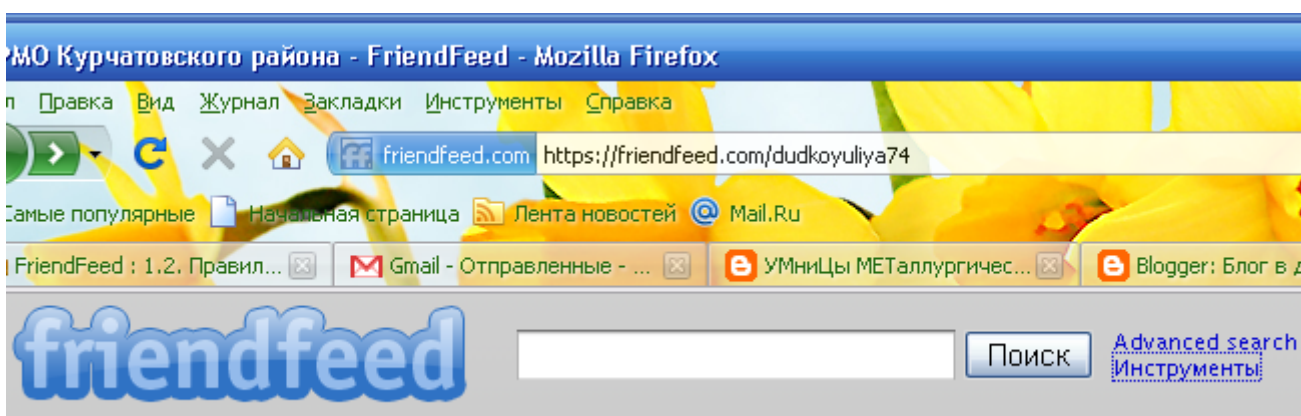 РМО Курчатовского района - FriendFeed - Mozilla Firefox
Правка Вид Журнал Закладки Инструменты Справка
friendfeed.com https://friendfeed.com/dudkoyuliya74
Самые популярные Начальная страница Лента новостей Mail.Ru
FriendFeed : 1.2. Правил... Gmail - Отправленные - ... УМниЦы МЕТаллургичес... Blogger: Блог в д
friendfeed Поиск Advanced search
Инструменты